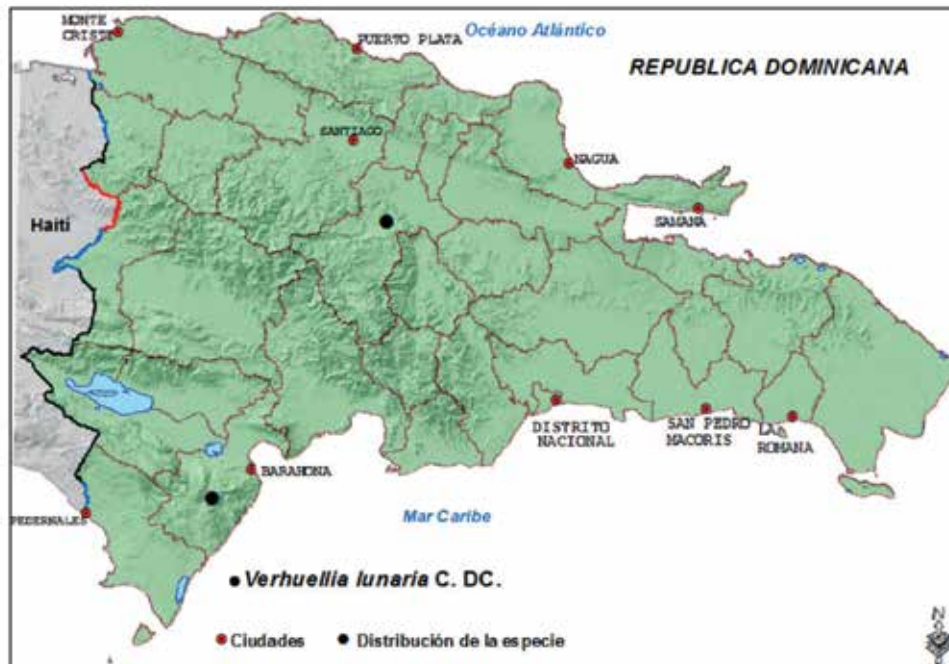 MONTE
CRISTI
PUERTO PLATA
Océano Atlántico
REPUBLICA DOMINICANA
SANTIAGO
NAGUA
SAMANA
Haití
DISTRITO
NACIONAL
SAN PEDRO
MACORIS
LA
ROMANA
BARAHONA
PEDERNALES
Mar Caribe
Verhuellia lunaria C. DC.
Ciudades
Distribución de la especie
N